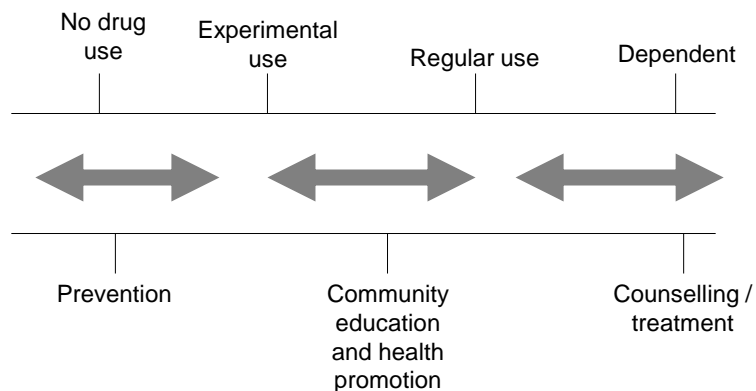 No drug
use
Experimental
use
Regular use
Dependent
Prevention
Community
education
and health
promotion
Counselling /
treatment